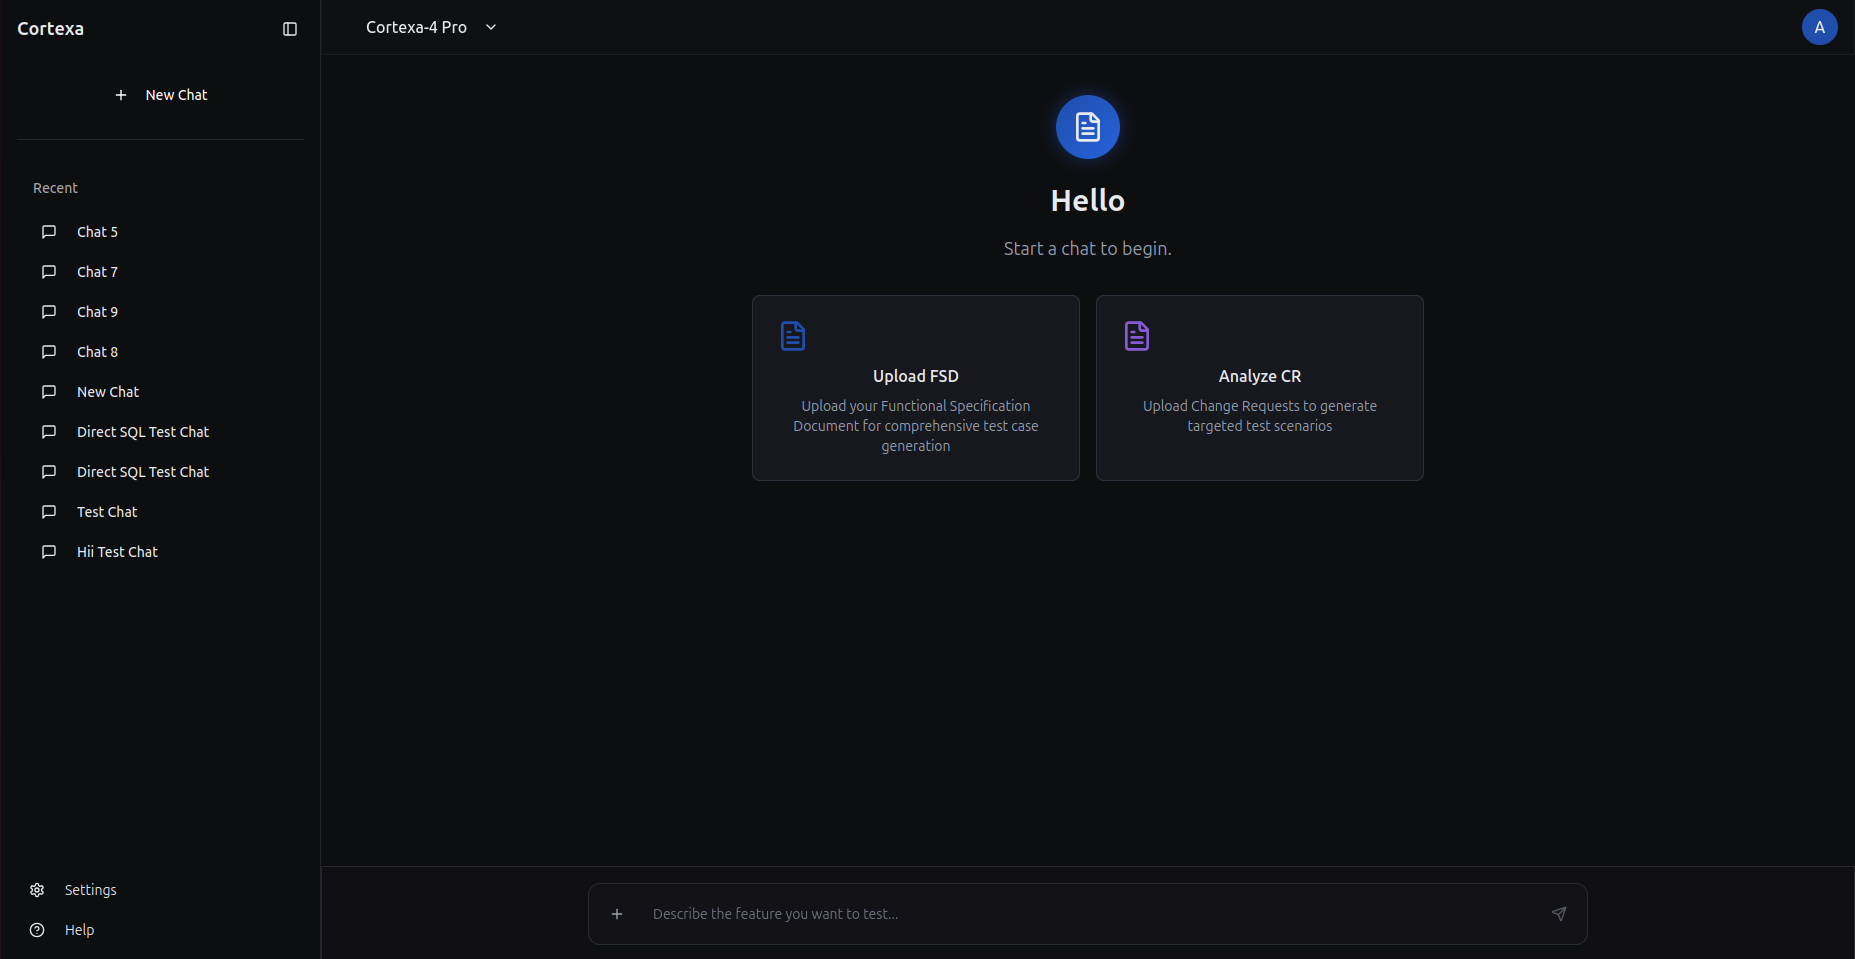 Cortexa
New Chat
Recent
Chat 5
Chat 7
Chat 9
Chat 8
New Chat
Direct SQL Test Chat
Direct SQL Test Chat
Test Chat
Hii Test Chat
Settings
Help
Cortexa-4 Pro
A
Hello
Start a chat to begin.
Upload FSD
Upload your Functional Specification
Document for comprehensive test case
generation
Analyze CR
Upload Change Requests to generate
targeted test scenarios
Describe the feature you want to test...